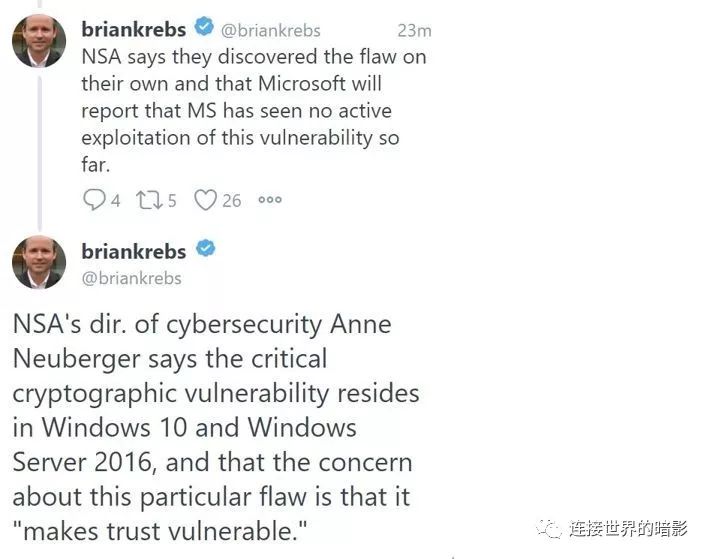 briankrebs @briankrebs 23m
NSA says they discovered the flaw on
their own and that Microsoft will
report that MS has seen no active
exploitation of this vulnerability so
far.
4 5 26
briankrebs
@briankrebs
NSA's dir. of cybersecurity Anne
Neuberger says the critical
cryptographic vulnerability resides
in Windows 10 and Windows
Server 2016, and that the concern
about this particular flaw is that it
"makes trust vulnerable."
连接世界的暗影